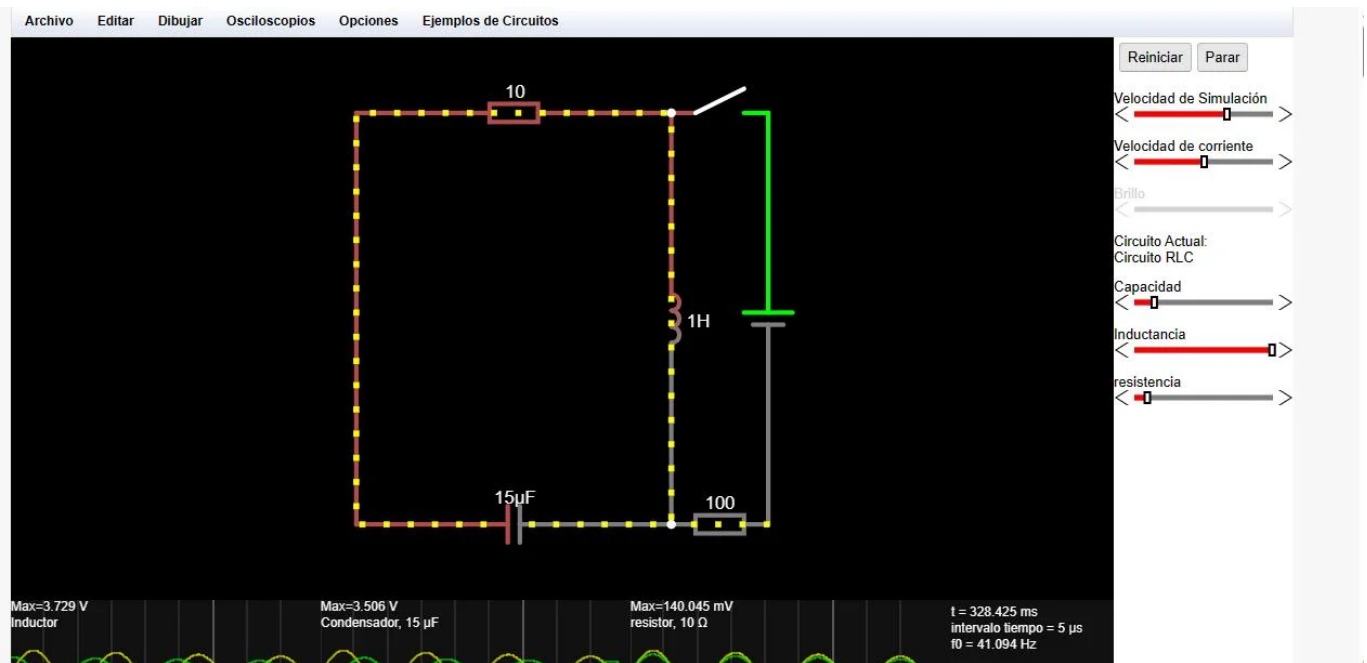 Archivo Editar Dibujar Osciloscopios Opciones Ejemplos de Circuitos
Reiniciar Parar
Velocidad de Simulación
Velocidad de corriente
Brillo
Circuito Actual:
Circuito RLC
Capacidad
Inductancia
resistencia
10
1H
15µF
100
Max=3.729 V
Inductor
Max=3.506 V
Condensador, 15 µF
Max=140.045 mV
resistor, 10 Ω
t = 328.425 ms
intervalo tiempo = 5 µs
f0 = 41.094 Hz